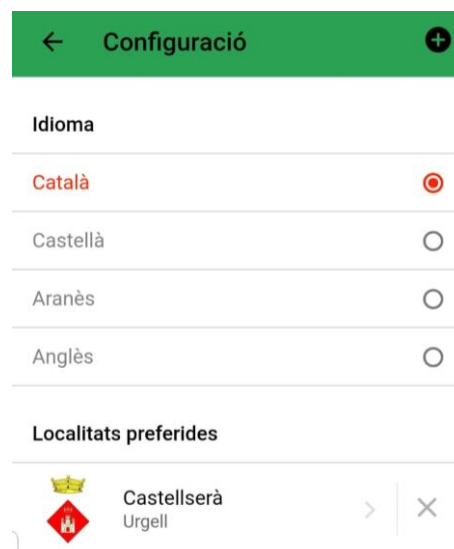 Configuració
Idioma
Català
Castellà
Aranès
Anglès
Localitats preferides
Castellserà
Urgell